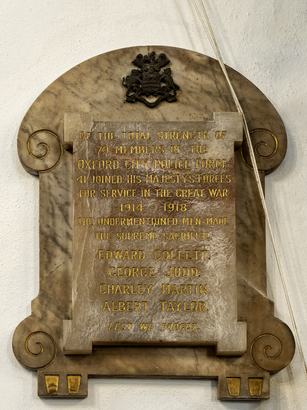 OF THE TOTAL STRENGTH OF
79 MEMBERS IN THE
OXFORD CITY POLICE FORCE
41 JOINED HIS MAJESTY'S FORCES
FOR SERVICE IN THE GREAT WAR
1914 - 1918
THE UNDERMENTIONED MEN MADE
THE SUPREME SACRIFICE
EDWARD COLLETT
GEORGE JUDD
CHARLEY MARTIN
ALBERT TAYLOR
LEST WE FORGET